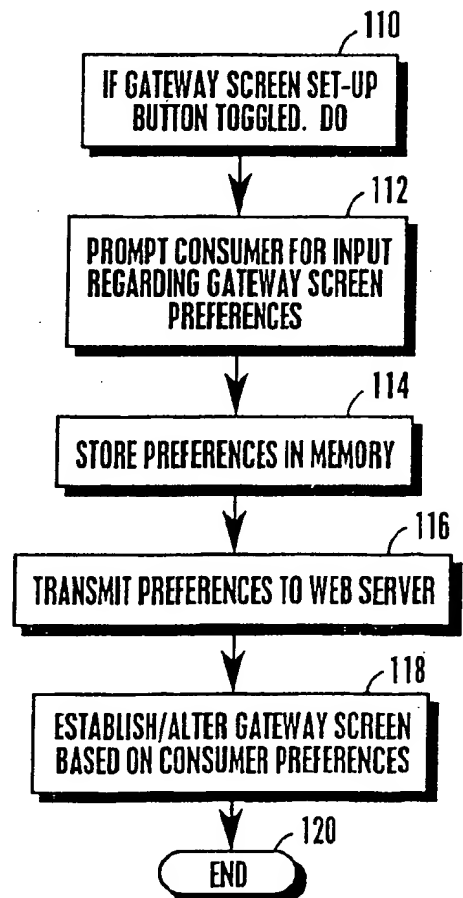 110
IF GATEWAY SCREEN SET-UP
BUTTON TOGGLED. DO
112
PROMPT CONSUMER FOR INPUT
REGARDING GATEWAY SCREEN
PREFERENCES
114
STORE PREFERENCES IN MEMORY
116
TRANSMIT PREFERENCES TO WEB SERVER
118
ESTABLISH/ALTER GATEWAY SCREEN
BASED ON CONSUMER PREFERENCES
120
END